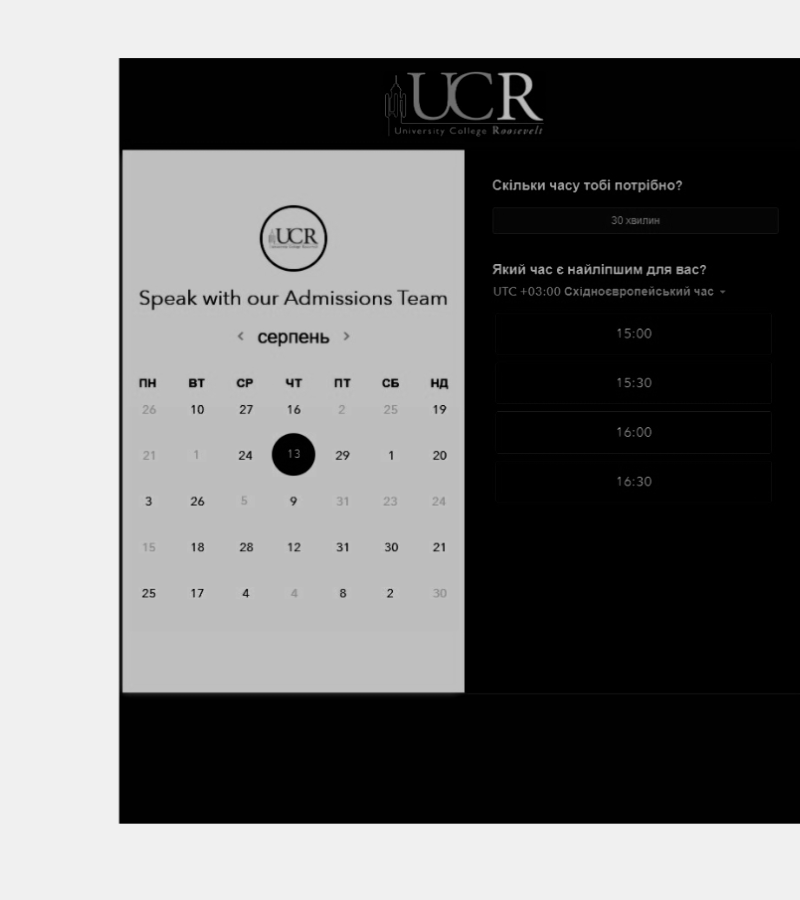 UCR
University College Roosevelt
UCR
Speak with our Admissions Team
серпень
ПН ВТ СР ЧТ ПТ СБ НД
26 10 27 16 2 25 19
21 1 24 13 29 1 20
3 26 5 9 31 23 24
15 18 28 12 31 30 21
25 17 4 4 8 2 30
Скільки часу тобі потрібно?
30 хвилин
Який час є найліпшим для вас?
UTC +03:00 Східноєвропейський час
15:00
15:30
16:00
16:30